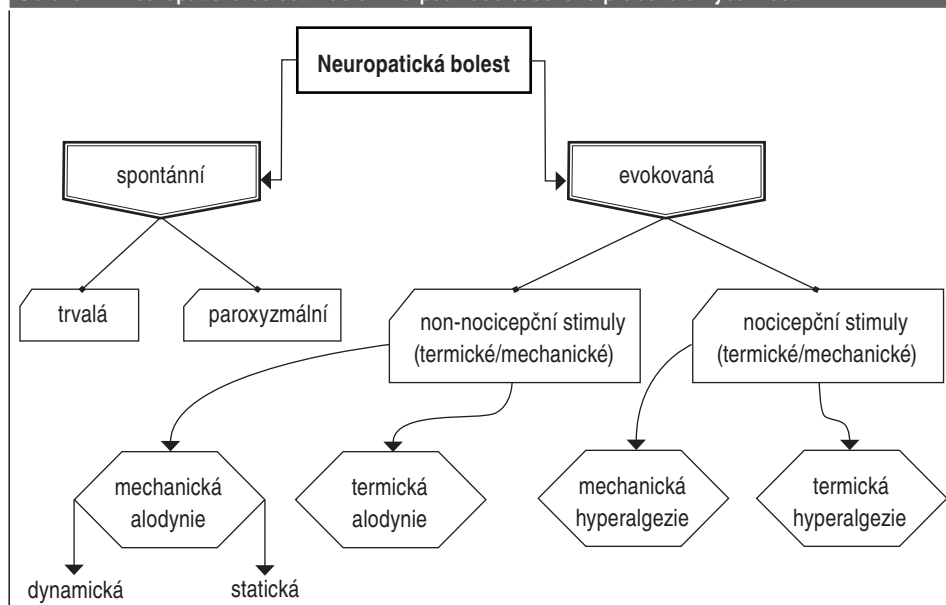 Neuropatická bolest
spontánní
evokovaná
trvalá
paroxyzmální
non-nocicepční stimuly
(termické/mechanické)
nocicepční stimuly
(termické/mechanické)
mechanická
alodynie
termická
alodynie
mechanická
hyperalgezie
termická
hyperalgezie
dynamická
statická